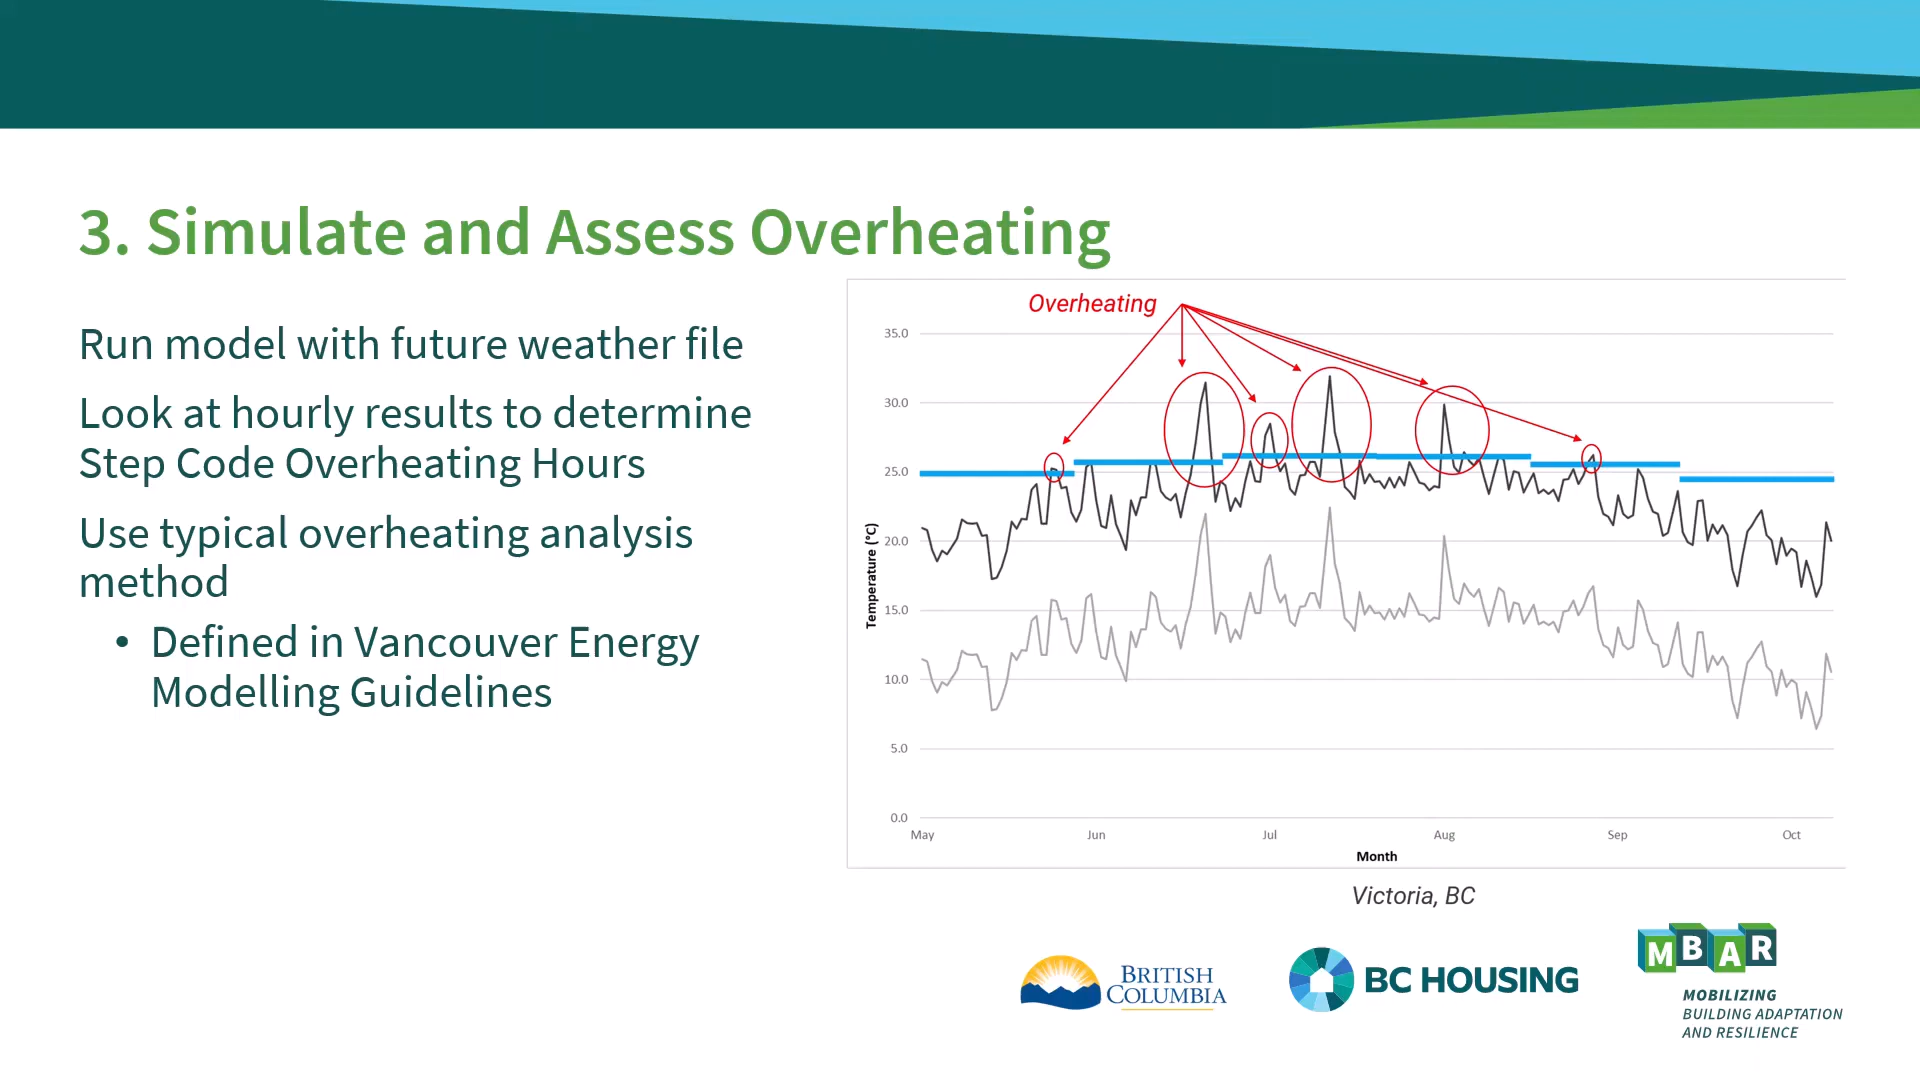 3. Simulate and Assess Overheating
Run model with future weather file
Look at hourly results to determine
Step Code Overheating Hours
Use typical overheating analysis
method
• Defined in Vancouver Energy
Modelling Guidelines
Overheating
35.0
30.0
25.0
20.0
15.0
10.0
5.0
0.0
Temperature (°C)
May Jun Jul Aug Sep Oct
Month
Victoria, BC
BRITISH
COLUMBIA
BC HOUSING
MBAR
MOBILIZING
BUILDING ADAPTATION
AND RESILIENCE